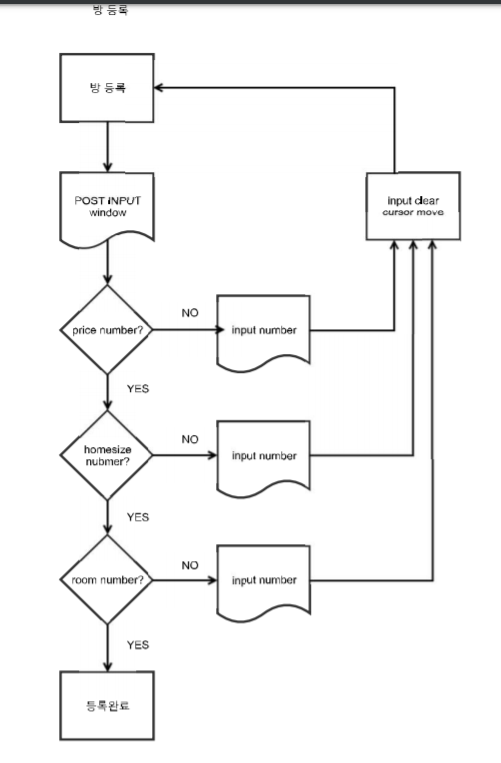 방 등록
방 등록
POST INPUT
window
input clear
cursor move
price number?
NO
input number
YES
homesize
nubmer?
NO
input number
YES
room number?
NO
input number
YES
등록완료